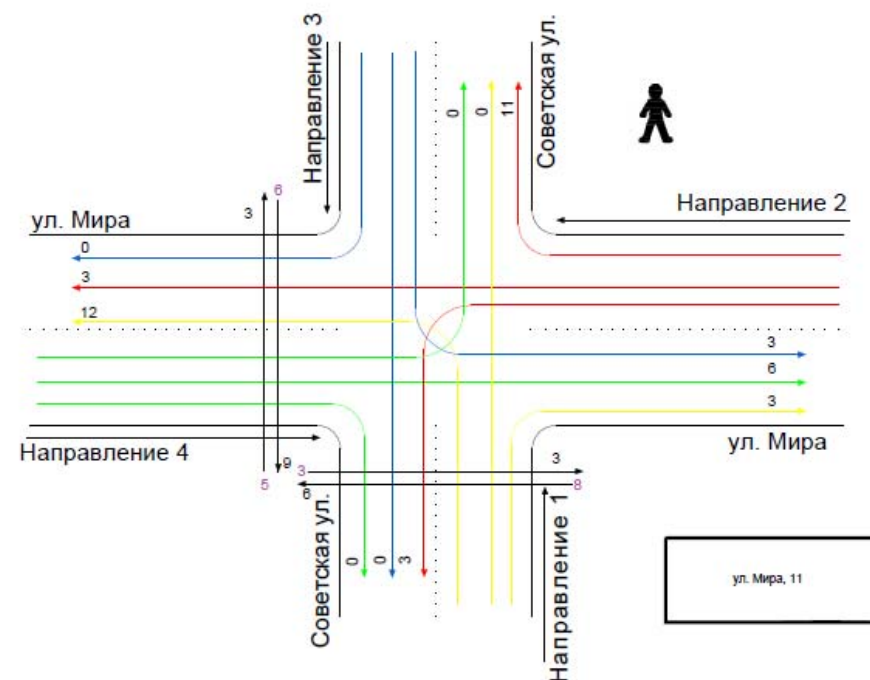 Направление 3
Советская ул.
0
0
11
Направление 2
ул. Мира
3
6
0
3
12
3
6
3
Направление 4
ул. Мира
9
5
3
6
3
8
Советская ул.
0
0
3
Направление 1
ул. Мира, 11